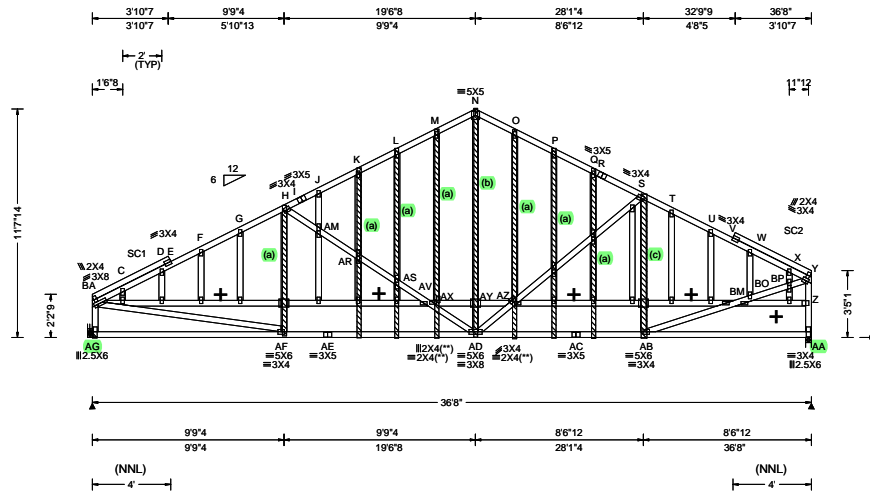 3'10"7 9'9"4 19'6"8 28'1"4 32'9"9 36'8"
3'10"7 5'10"13 9'9"4 8'6"12 4'8"5 3'10"7
2'
(TYP)
1'6"8
11"12
≡5X5
N
M O
L P
K ≡3X5 Q R
12
6
≡3X5
≡3X4 I J
H
≡3X4
S
T
(a) (a) (a) (a) (b) (a) (a) (c)
G
F
≡3X4
SC1
D E
C
\\2X4
≡3X8
BA
AM
AR
AS
AV
AX
AY
AZ
U
≡3X4
V
W
//2X4
≡3X4
SC2
X
Y
BP
BO
BM
Z
11'7"14
2'2"9
3'5"1
AG
|||2.5X6
AF
≡5X6
≡3X4
AE
≡3X5
|||2X4(**)
≡2X4(**)
AD
≡5X6
≡3X8
≡3X4
≡2X4(**)
AC
≡3X5
AB
≡5X6
≡3X4
AA
≡3X4
|||2.5X6
36'8"
9'9"4 9'9"4 8'6"12 8'6"12
9'9"4 19'6"8 28'1"4 36'8"
(NNL) (NNL)
4' 4'